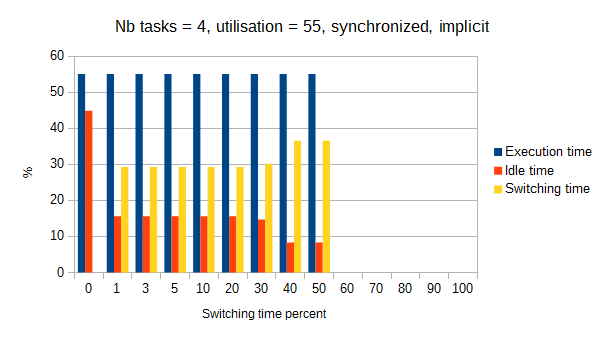 Nb tasks = 4, utilisation = 55, synchronized, implicit
60
50
40
30
20
10
0
%
0 1 3 5 10 20 30 40 50 60 70 80 90 100
Switching time percent
Execution time
Idle time
Switching time